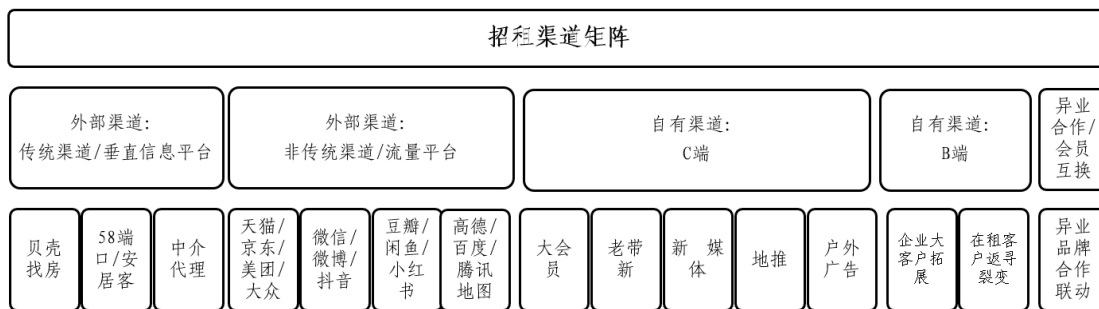 招租渠道矩阵
外部渠道：
传统渠道/垂直信息平台
外部渠道：
非传统渠道/流量平台
自有渠道：
C端
自有渠道：
B端
异业
合作/
会员
互换
贝壳
找房
58端
口/安
居客
中介
代理
天猫/
京东/
美团/
大众
微信/
微博/
抖音
豆瓣/
闲鱼/
小红
书
高德/
百度/
腾讯
地图
大会
员
老带
新
新 媒
体
地推
户外
广告
企业大
客户拓
展
在租客
户返寻
裂变
异业
品牌
合作
联动